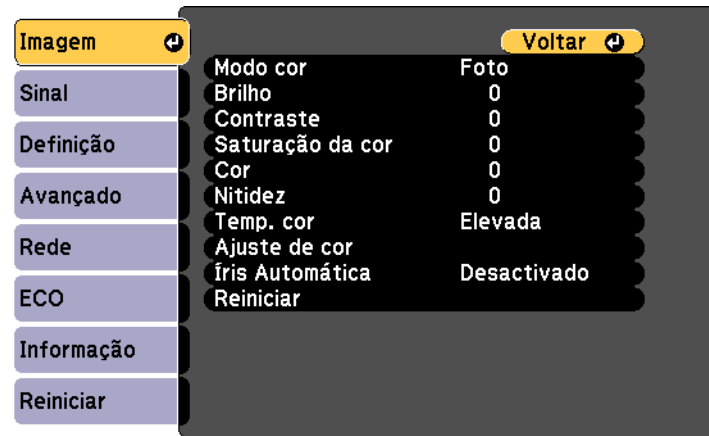 Imagem
Sinal
Definição
Avançado
Rede
ECO
Informação
Reiniciar
Voltar
Modo cor Foto
Brilho 0
Contraste 0
Saturação da cor 0
Cor 0
Nitidez 0
Temp. cor Elevada
Ajuste de cor
Íris Automática Desactivado
Reiniciar